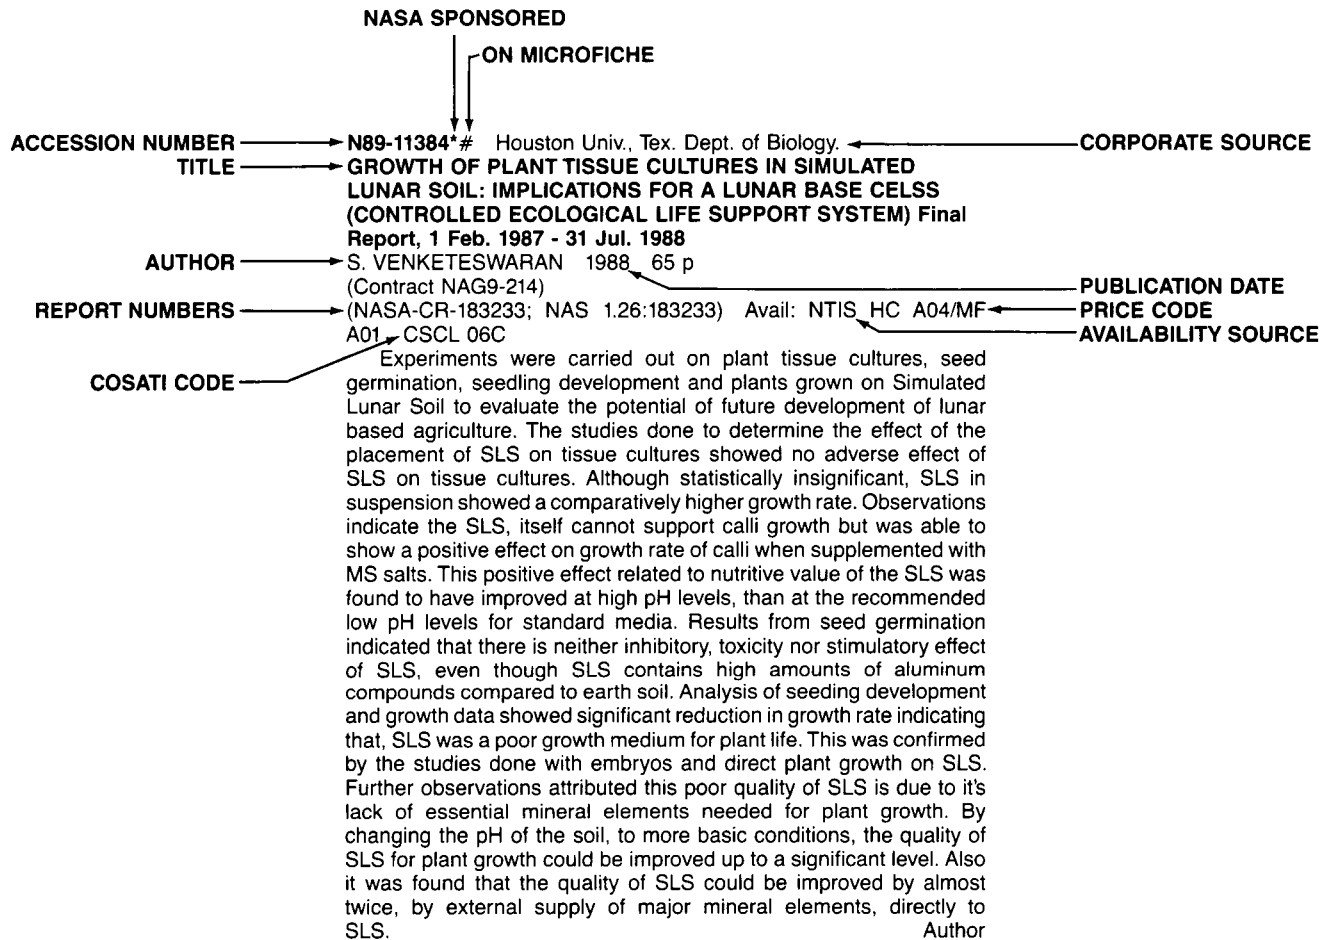 NASA SPONSORED
ON MICROFICHE
ACCESSION NUMBER N89-11384*# Houston Univ., Tex. Dept. of Biology. CORPORATE SOURCE
TITLE GROWTH OF PLANT TISSUE CULTURES IN SIMULATED
LUNAR SOIL: IMPLICATIONS FOR A LUNAR BASE CELSS
(CONTROLLED ECOLOGICAL LIFE SUPPORT SYSTEM) Final
Report, 1 Feb. 1987 - 31 Jul. 1988
AUTHOR S. VENKETESWARAN 1988 65 p
(Contract NAG9-214) PUBLICATION DATE
REPORT NUMBERS (NASA-CR-183233; NAS 1.26:183233) Avail: NTIS HC A04/MF PRICE CODE
A01 CSCL 06C AVAILABILITY SOURCE
Experiments were carried out on plant tissue cultures, seed
COSATI CODE germination, seedling development and plants grown on Simulated
Lunar Soil to evaluate the potential of future development of lunar
based agriculture. The studies done to determine the effect of the
placement of SLS on tissue cultures showed no adverse effect of
SLS on tissue cultures. Although statistically insignificant, SLS in
suspension showed a comparatively higher growth rate. Observations
indicate the SLS, itself cannot support calli growth but was able to
show a positive effect on growth rate of calli when supplemented with
MS salts. This positive effect related to nutritive value of the SLS was
found to have improved at high pH levels, than at the recommended
low pH levels for standard media. Results from seed germination
indicated that there is neither inhibitory, toxicity nor stimulatory effect
of SLS, even though SLS contains high amounts of aluminum
compounds compared to earth soil. Analysis of seeding development
and growth data showed significant reduction in growth rate indicating
that, SLS was a poor growth medium for plant life. This was confirmed
by the studies done with embryos and direct plant growth on SLS.
Further observations attributed this poor quality of SLS is due to it's
lack of essential mineral elements needed for plant growth. By
changing the pH of the soil, to more basic conditions, the quality of
SLS for plant growth could be improved up to a significant level. Also
it was found that the quality of SLS could be improved by almost
twice, by external supply of major mineral elements, directly to
SLS. Author